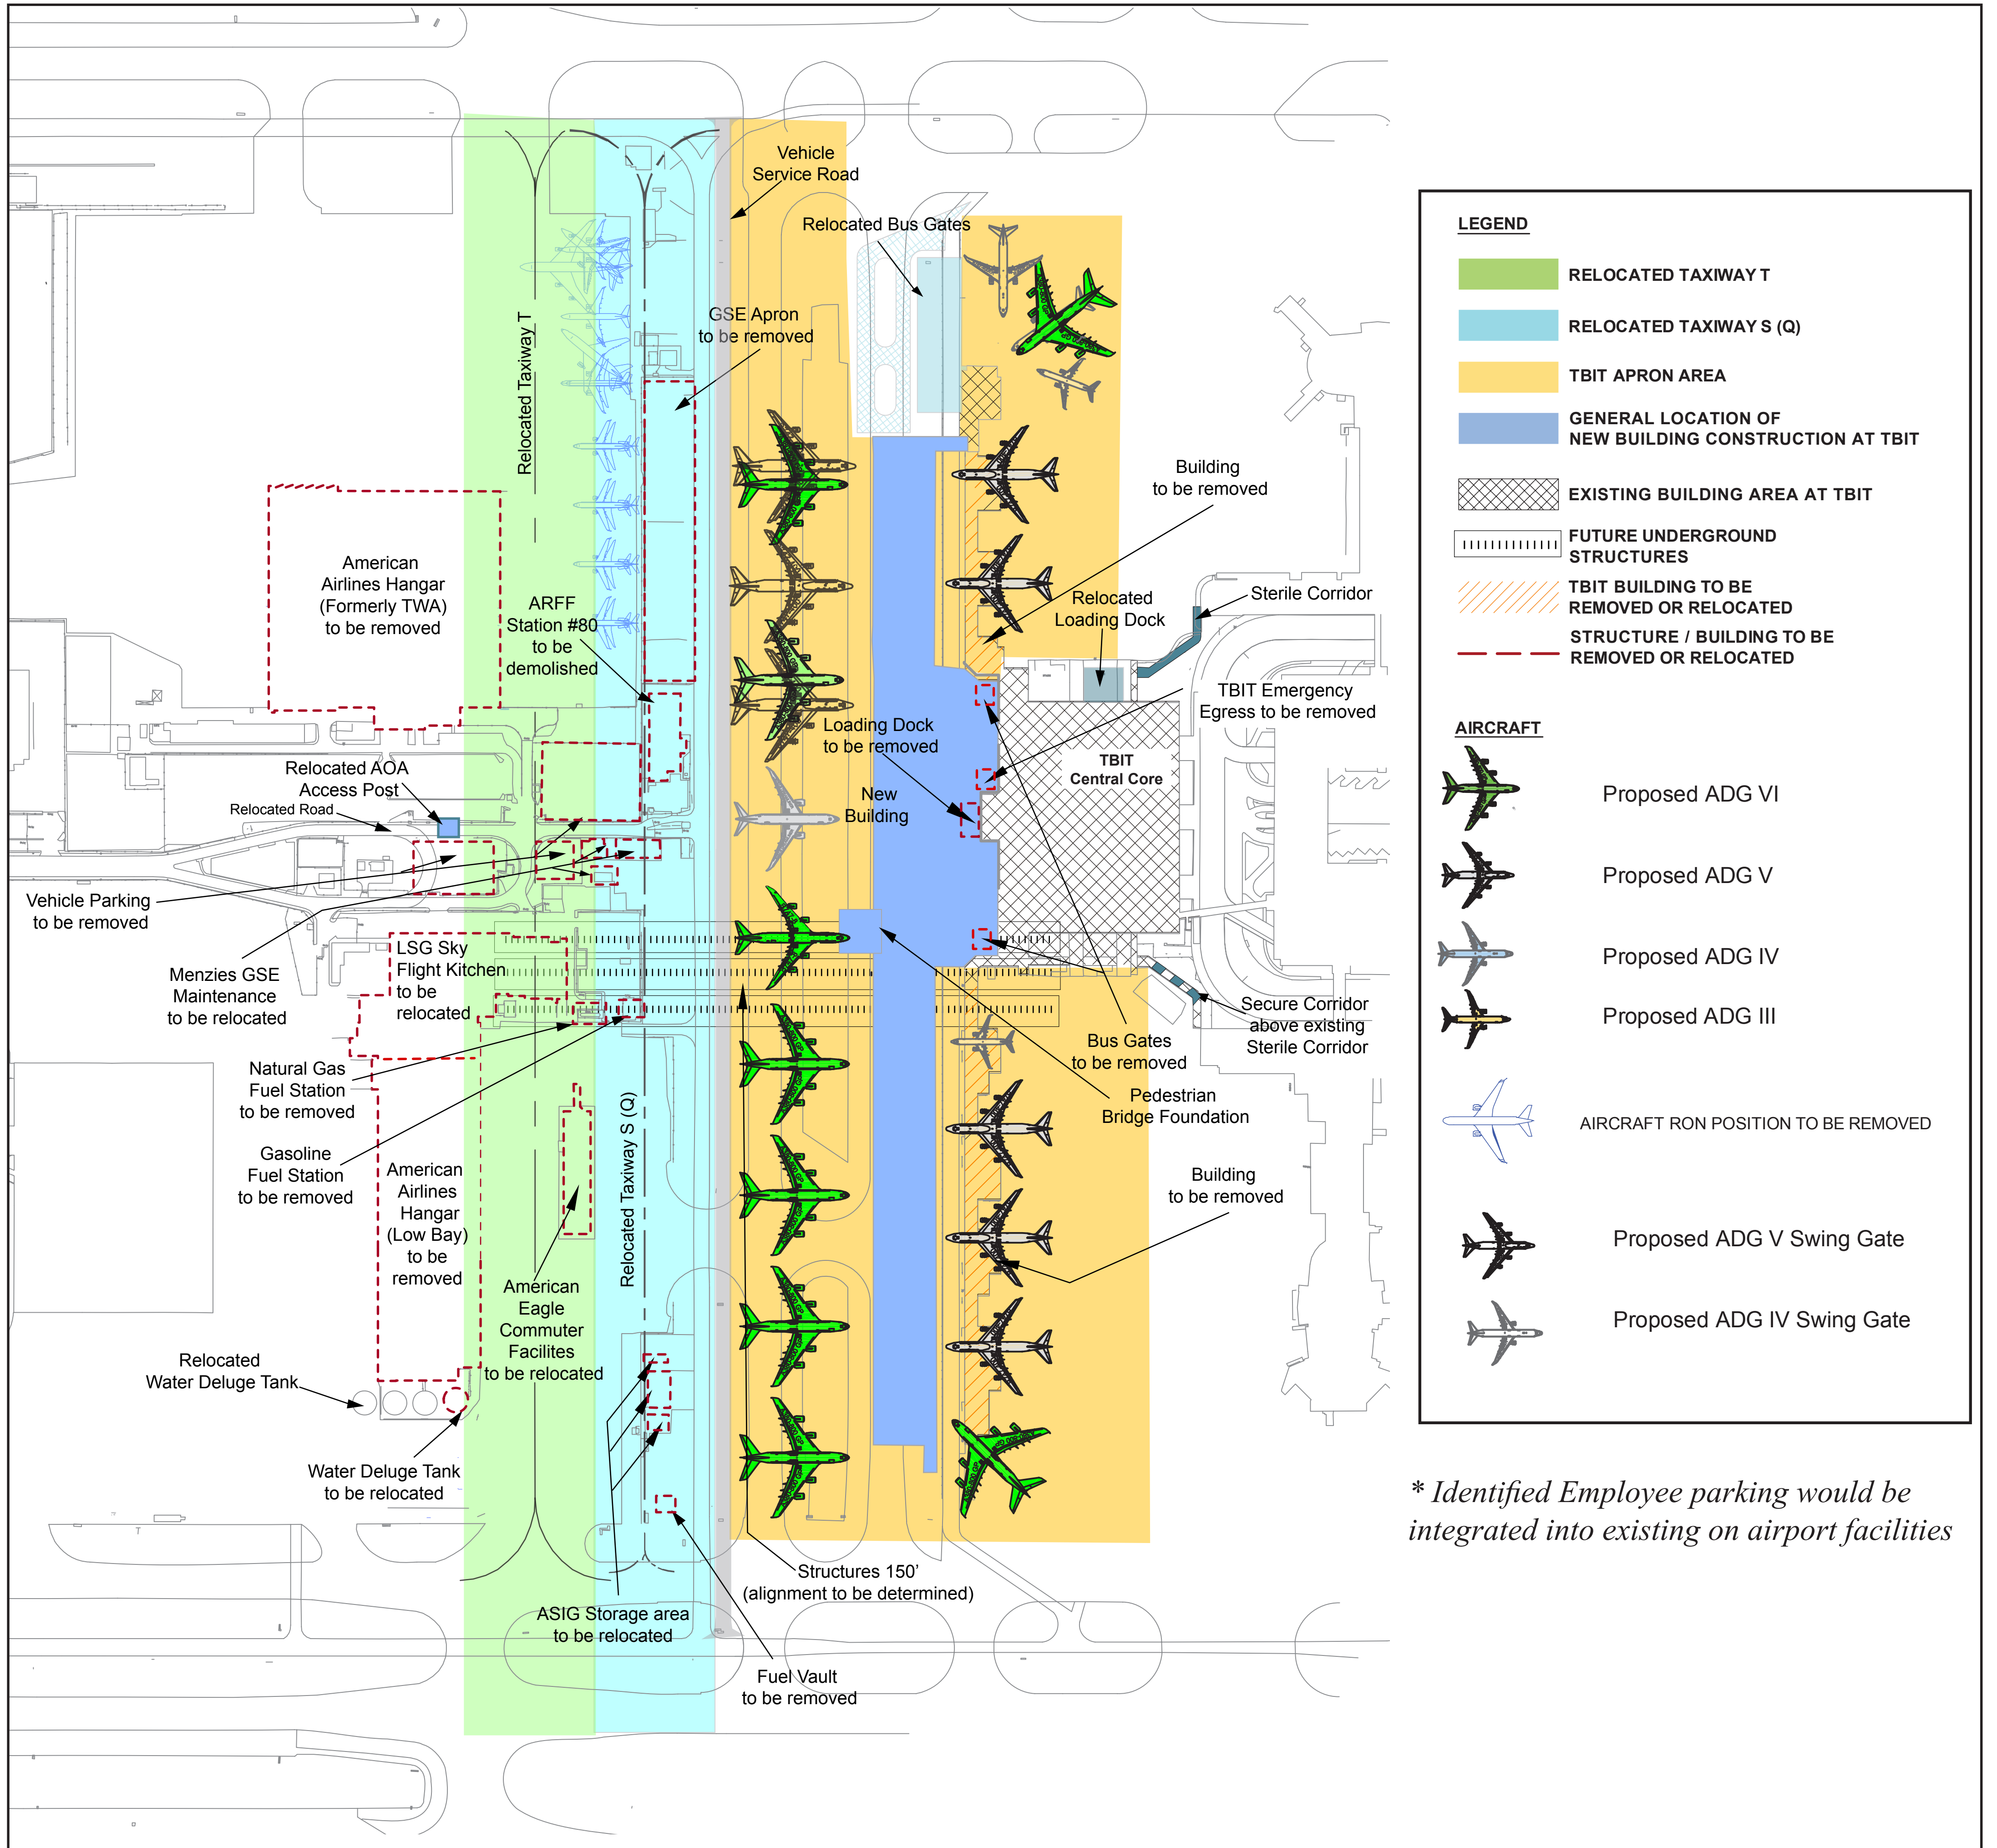 Vehicle
Service Road
Relocated Bus Gates
GSE Apron
to be removed
Relocated Taxiway T
Building
to be removed
American
Airlines Hangar
(Formerly TWA)
to be removed
ARFF
Station #80
to be
demolished
Relocated
Loading Dock
Sterile Corridor
TBIT Emergency
Egress to be removed
Loading Dock
to be removed
TBIT
Central Core
New
Building
Relocated AOA
Access Post
Relocated Road
Vehicle Parking
to be removed
Menzies GSE
Maintenance
to be relocated
LSG Sky
Flight Kitchen
to be
relocated
Natural Gas
Fuel Station
to be removed
Gasoline
Fuel Station
to be removed
American
Airlines
Hangar
(Low Bay)
to be
removed
Relocated Taxiway S (Q)
American
Eagle
Commuter
Facilites
to be relocated
Secure Corridor
above existing
Sterile Corridor
Bus Gates
to be removed
Pedestrian
Bridge Foundation
Building
to be removed
Relocated
Water Deluge Tank
Water Deluge Tank
to be relocated
Structures 150'
(alignment to be determined)
ASIG Storage area
to be relocated
Fuel Vault
to be removed
LEGEND
RELOCATED TAXIWAY T
RELOCATED TAXIWAY S (Q)
TBIT APRON AREA
GENERAL LOCATION OF
NEW BUILDING CONSTRUCTION AT TBIT
EXISTING BUILDING AREA AT TBIT
FUTURE UNDERGROUND
STRUCTURES
TBIT BUILDING TO BE
REMOVED OR RELOCATED
STRUCTURE / BUILDING TO BE
REMOVED OR RELOCATED
AIRCRAFT
Proposed ADG VI
Proposed ADG V
Proposed ADG IV
Proposed ADG III
AIRCRAFT RON POSITION TO BE REMOVED
Proposed ADG V Swing Gate
Proposed ADG IV Swing Gate
* Identified Employee parking would be
integrated into existing on airport facilities